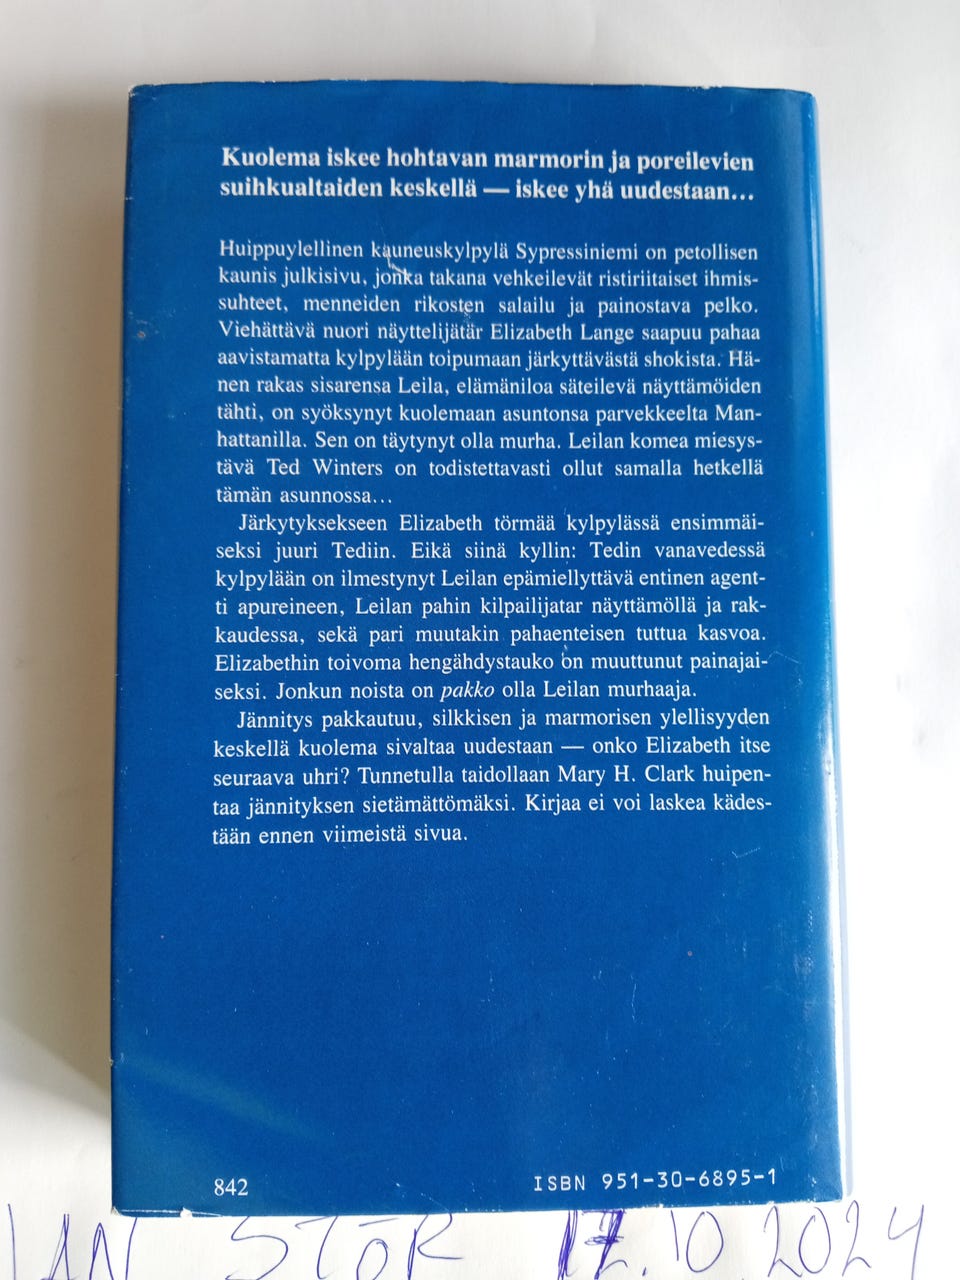 Kuolema iskee hohtavan marmorin ja poreilevien
suihkualtaiden keskellä — iskee yhä uudestaan...
Huippuylellinen kauneuskylpylä Sypressiniemi on petollisen
kaunis julkisivu, jonka takana vehkeilevät ristiriitaiset ihmis-
suhteet, menneiden rikosten salailu ja painostava pelko.
Viehättävä nuori näyttelijätär Elizabeth Lange saapuu pahaa
aavistamatta kylpylään toipumaan järkyttävästä shokista. Hä-
nen rakas sisarensa Leila, elämäniloa säteilevä näyttämöiden
tähti, on syöksynyt kuolemaan asuntonsa parvekkeelta Man-
hattanilla. Sen on täytynyt olla murha. Leilan komea miesys-
tävä Ted Winters on todistettavasti ollut samalla hetkellä
tämän asunnossa...
Järkytyksekseen Elizabeth törmää kylpylässä ensimmäi-
seksi juuri Tediin. Eikä siinä kyllin: Tedin vanavedessä
kylpylään on ilmestynyt Leilan epämiellyttävä entinen agent-
ti apureineen, Leilan pahin kilpailijatar näyttämöllä ja rak-
kaudessa, sekä pari muutakin pahaenteisen tuttua kasvoa.
Elizabethin toivoma hengähdystauko on muuttunut painajai-
seksi. Jonkun noista on pakko olla Leilan murhaaja.
Jännitys pakkautuu, silkkisen ja marmorisen ylellisyyden
keskellä kuolema sivaltaa uudestaan — onko Elizabeth itse
seuraava uhri? Tunnetulla taidollaan Mary H. Clark huipen-
taa jännityksen sietämättömäksi. Kirjaa ei voi laskea kädes-
tään ennen viimeistä sivua.
842 ISBN 951-30-6895-1
IAN STÖR 12.10.2024